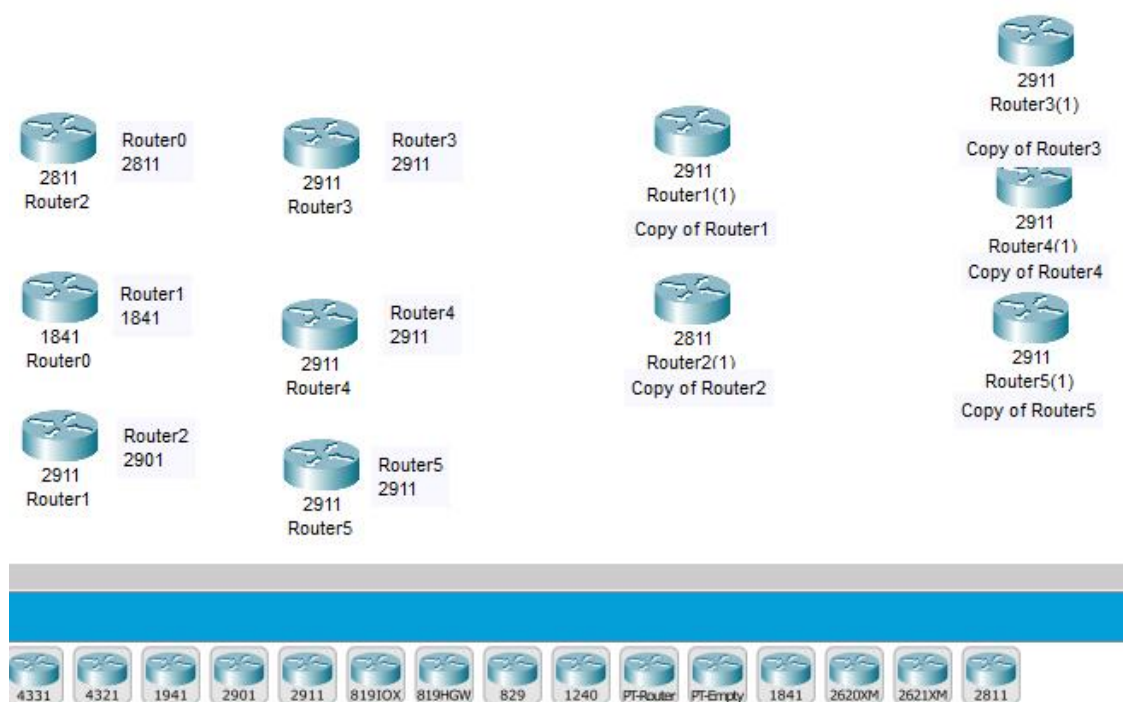 2811
Router2
Router0
2811
2911
Router3
Router3
2911
2911
Router1(1)
Copy of Router1
2911
Router3(1)
Copy of Router3
2911
Router4(1)
Copy of Router4
1841
Router0
Router1
1841
2911
Router4
Router4
2911
2811
Router2(1)
Copy of Router2
2911
Router5(1)
Copy of Router5
2911
Router1
Router2
2901
2911
Router5
Router5
2911
4331
4321
1941
2901
2911
819IOX
819HGW
829
1240
PT-Router
PT-Empty
1841
2620XM
2621XM
2811